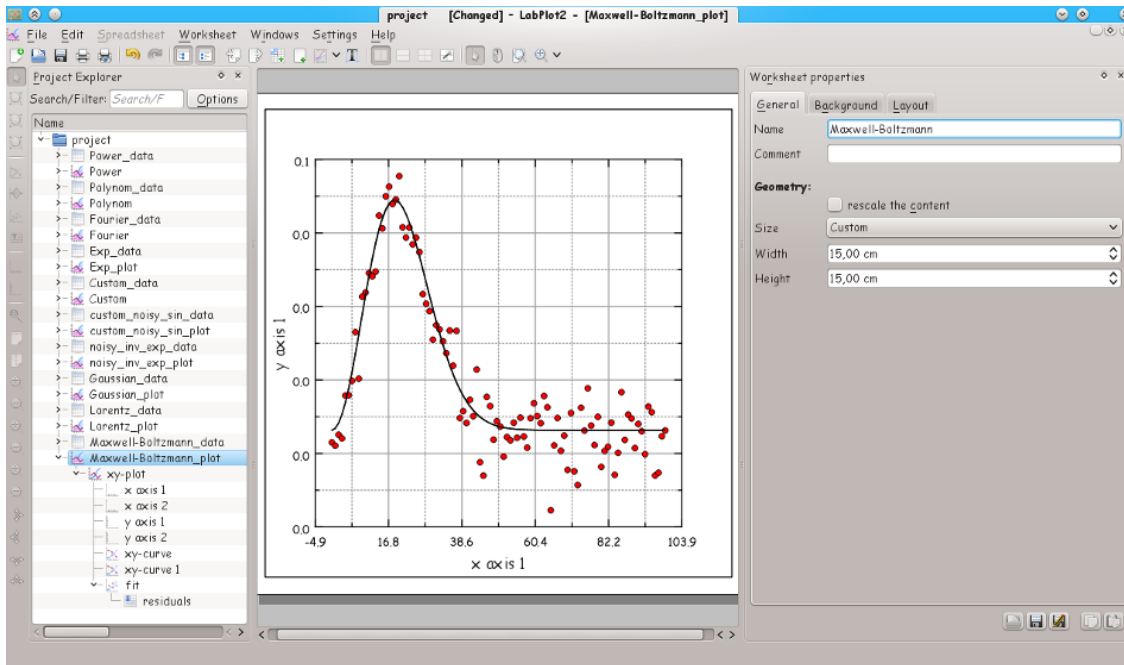 project [Changed] - LabPlot2 - [Maxwell-Boltzmann_plot]
File Edit Spreadsheet Worksheet Windows Settings Help
Project Explorer
Search/Filter: Search/F Options
Name
project
Power_data
Power
Polynom_data
Polynom
Fourier_data
Fourier
Exp_data
Exp_plot
Custom_data
Custom
custom_noisy_sin_data
custom_noisy_sin_plot
noisy_inv_exp_data
noisy_inv_exp_plot
Gaussian_data
Gaussian_plot
Lorentz_data
Lorentz_plot
Maxwell-Boltzmann_data
Maxwell-Boltzmann_plot
xy-plot
x axis 1
x axis 2
y axis 1
y axis 2
xy-curve
xy-curve 1
fit
residuals
0.1
0.0
0.0
0.0
0.0
0.0
y axis 1
-4.9 16.8 38.6 60.4 82.2 103.9
x axis 1
Worksheet properties
General Background Layout
Name Maxwell-Boltzmann
Comment
Geometry:
rescale the content
Size Custom
Width 15,00 cm
Height 15,00 cm